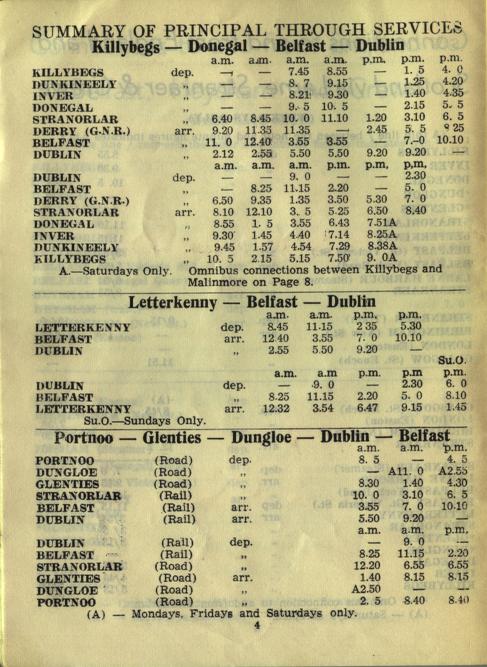 SUMMARY OF PRINCIPAL THROUGH SERVICES
Killybegs — Donegal — Belfast — Dublin
a.m. a.m. a.m. a.m. p.m. p.m. p.m.
KILLYBEGS dep. — — 7.45 8.55 — 1. 5 4. 0
DUNKINEELY „ — — 8. 7 9.15 — 1.25 4.20
INVER „ — — 8.21 9.30 — 1.40 4.35
DONEGAL „ — — 9. 5 10. 5 — 2.15 5. 5
STRANORLAR „ 6.40 8.45 10. 0 11.10 1.20 3.10 6. 5
DERRY (G.N.R.) arr. 9.20 11.35 11.35 — 2.45 5. 5 25
BELFAST „ 11. 0 12.40 3.55 3.55 — 7. 0 10.10
DUBLIN „ 2.12 2.55 5.50 5.50 9.20 9.20 —
a.m. a.m. a.m. p.m. p.m. p.m,
DUBLIN dep. — — 9. 0 — — 2.30
BELFAST „ — 8.25 11.15 2.20 — 5. 0
DERRY (G.N.R.) „ 6.50 9.35 1.35 3.50 5.30 7. 0
STRANORLAR arr. 8.10 12.10 3. 5 5.25 6.50 8.40
DONEGAL „ 8.55 1. 5 3.55 6.43 7.51A
INVER „ 9.30 1.45 4.40 7.14 8.25A
DUNKINEELY „ 9.45 1.57 4.54 7.29 8.38A
KILLYBEGS „ 10. 5 2.15 5.15 7.50 9. 0A
A.—Saturdays Only. Omnibus connections between Killybegs and
Malinmore on Page 8.
Letterkenny — Belfast — Dublin
a.m. a.m. p.m. p.m.
LETTERKENNY dep. 8.45 11.15 2 35 5.30
BELFAST arr. 12 40 3.55 7. 0 10.10
DUBLIN „ 2.55 5.50 9.20 —
Su.O.
a.m. a.m p.m. p.m p.m.
DUBLIN dep. — 9. 0 — 2.30 6. 0
BELFAST „ 8.25 11.15 2.20 5. 0 8.10
LETTERKENNY arr. 12.32 3.54 6.47 9.15 1.45
Su.O.—Sundays Only.
Portnoo — Glenties — Dungloe — Dublin — Belfast
a.m. a.m. p.m.
PORTNOO (Road) dep. 8. 5 — 4. 5
DUNGLOE (Road) „ — A11. 0 A2.55
GLENTIES (Road) „ 8.30 1.40 4.30
STRANORLAR (Rail) „ 10. 0 3.10 6. 5
BELFAST (Rail) arr. 3.55 7. 0 10.10
DUBLIN (Rail) arr. 5.50 9.20 —
a.m. a.m. p.m.
DUBLIN (Rail) dep. — 9. 0 —
BELFAST (Rail) „ 8.25 11.15 2.20
STRANORLAR (Road) „ 12.20 6.55 6.55
GLENTIES (Road) arr. 1.40 8.15 8.15
DUNGLOE (Road) „ A2.50 — —
PORTNOO (Road) „ 2. 5 8.40 8.40
(A) — Mondays, Fridays and Saturdays only.
4